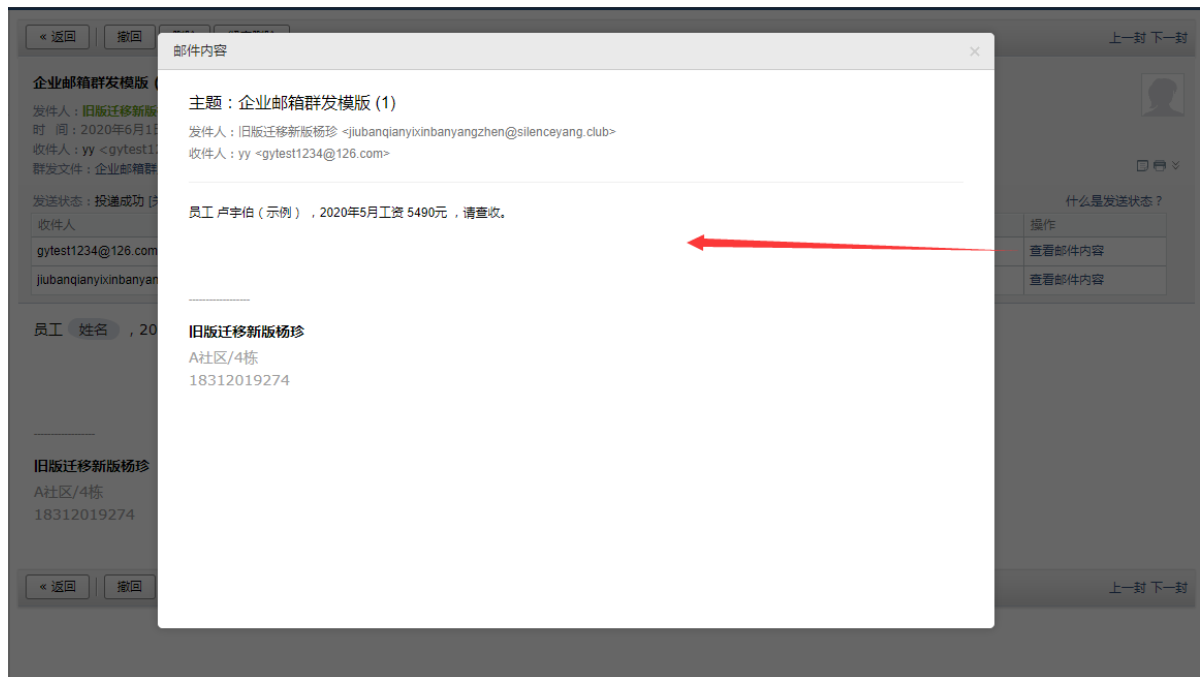 « 返回 撤回 上一封 下一封
邮件内容 ×
企业邮箱群发模版 (
主题：企业邮箱群发模版 (1)
发件人：旧版迁移新版
发件人：旧版迁移新版杨珍 <jiubanqianyixinbanyangzhen@silenceyang.club>
时 间：2020年6月1
收件人：yy <gytest1234@126.com>
收件人：yy <gytest12
群发文件：企业邮箱群
发送状态：投递成功 [
什么是发送状态？
员工 卢宇伯（示例），2020年5月工资 5490元 ，请查收。
收件人 操作
gytest1234@126.com 查看邮件内容
jiubanqianyixinbanyan 查看邮件内容
-----------------
旧版迁移新版杨珍
A社区/4栋
18312019274
员工 姓名 ，20
-----------------
旧版迁移新版杨珍
A社区/4栋
18312019274
« 返回 撤回 上一封 下一封